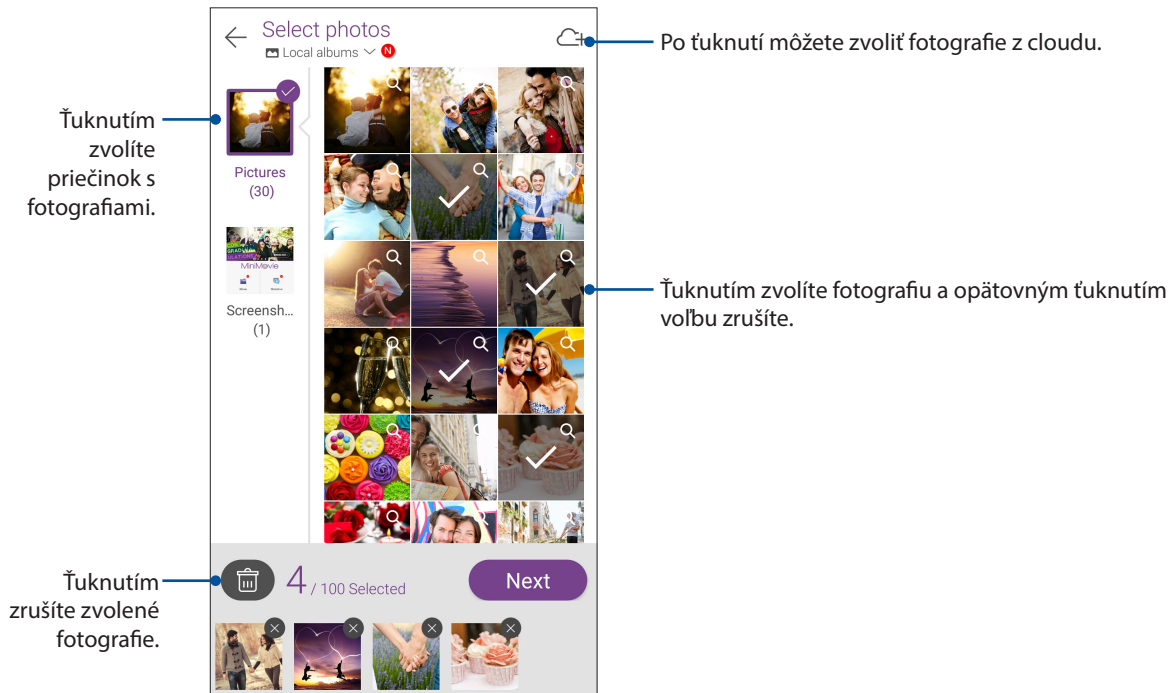 Select photos
Local albums N
Po ťuknutí môžete zvoliť fotografie z cloudu.
Ťuknutím
zvolíte
priečinok s
fotografiami.
Pictures
(30)
MiniMovie
Screensh...
(1)
Ťuknutím zvolíte fotografiu a opätovným ťuknutím
voľbu zrušíte.
Ťuknutím
zrušíte zvolené
fotografie.
4 / 100 Selected
Next